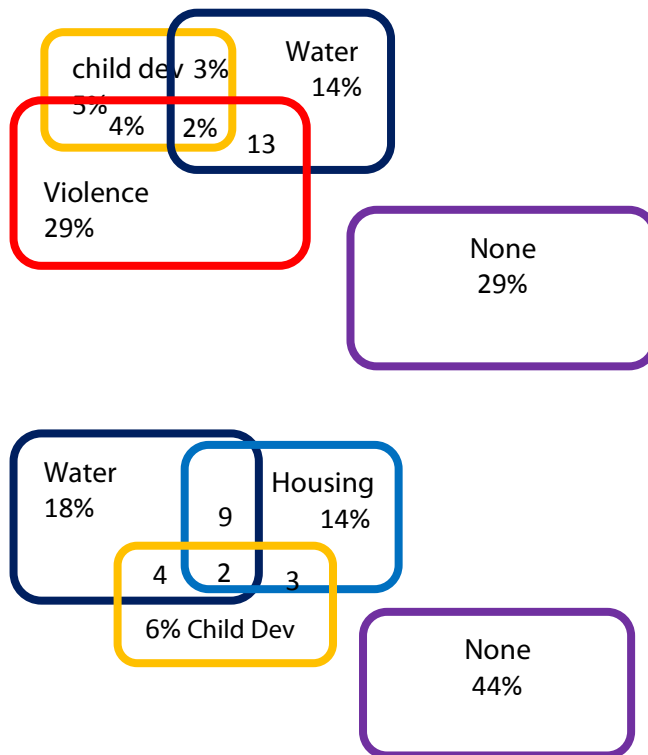 child dev 3%
Water
14%
5%
4%
2%
13
Violence
29%
None
29%
Water
18%
Housing
14%
9
4
2
3
6% Child Dev
None
44%